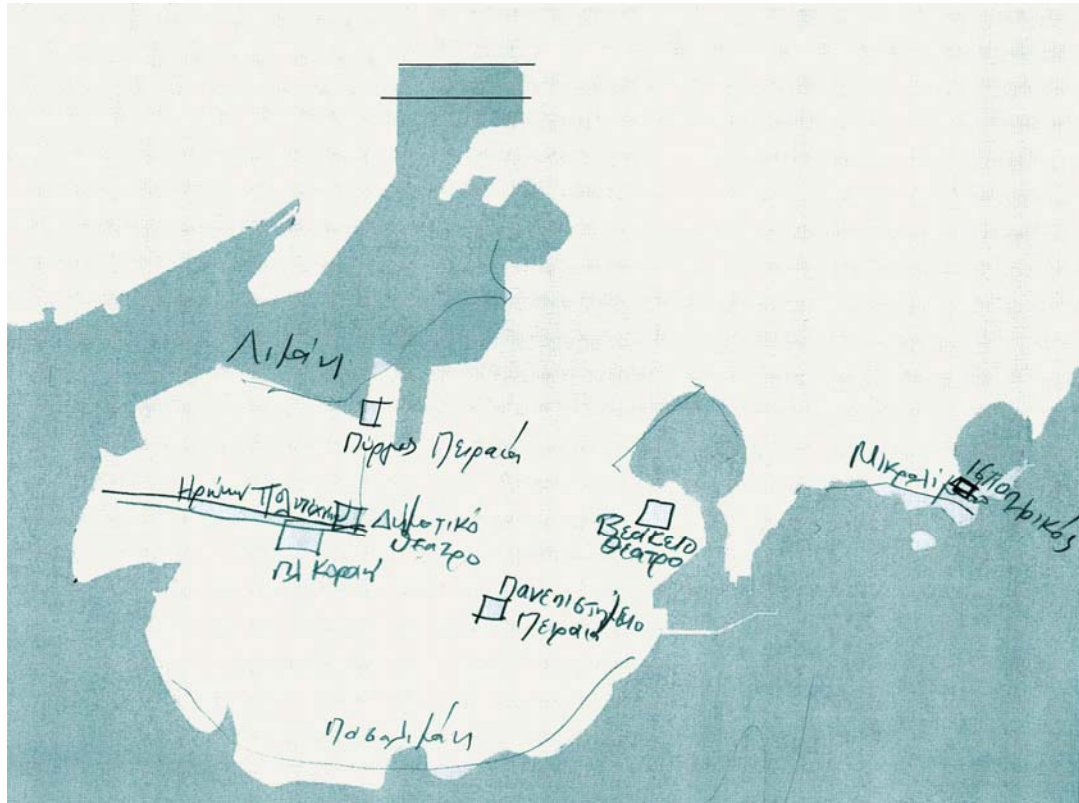 Λιμάνι
Πύργος Πειραιά
Ηρώων Πολυτεχνείου
Δημοτικό
θέατρο
Πλ Κοραή
Βεάκειο
θέατρο
Πανεπιστήμιο
Πειραιά
Μικρολίμανο
Ιστιοπλοϊκός
Πασαλιμάνι